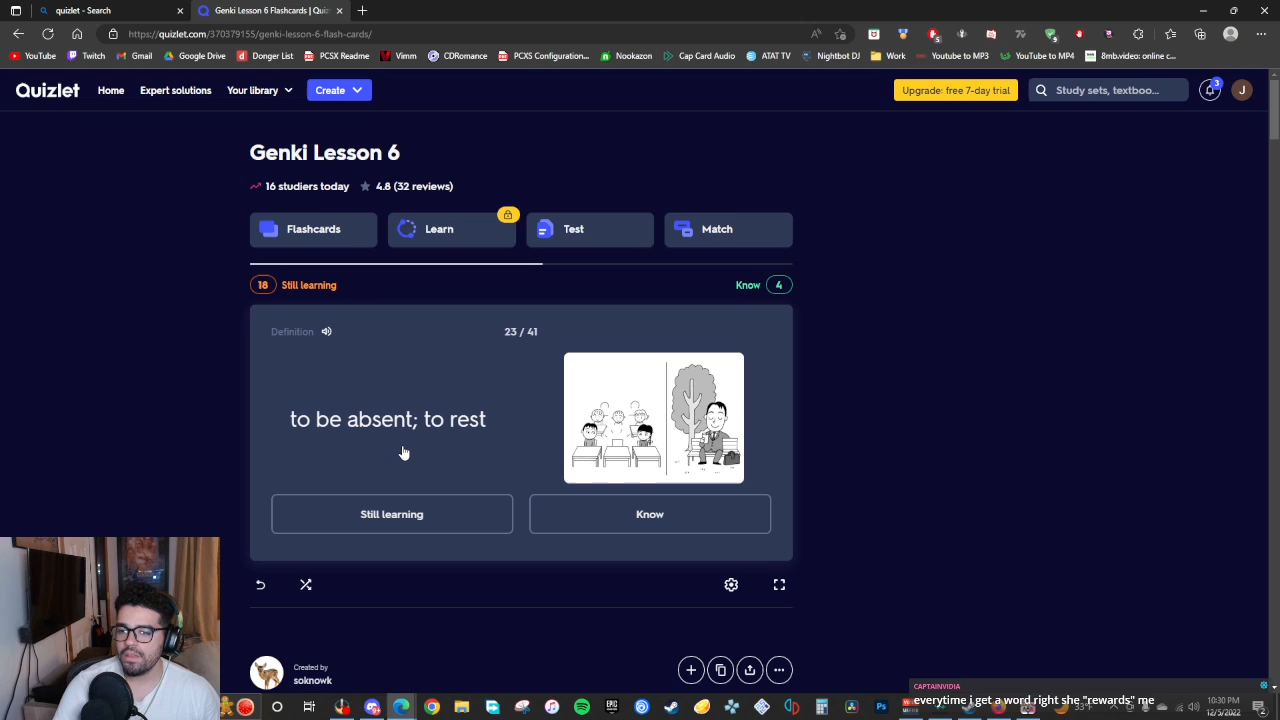 quizlet - Search
Genki Lesson 6 Flashcards | Quiz
https://quizlet.com/370379155/genki-lesson-6-flash-cards/
YouTube Twitch Gmail Google Drive Donger List PCSX Readme Vimm CDRomance PCXS Configuration... Nookazon Cap Card Audio ATAT TV Nightbot DJ YouTube to MP3 YouTube to MP4 8mb.video: online c... Work
Quizlet Home Expert solutions Your library Create Upgrade: free 7-day trial Study sets, textboo... 3 J
Genki Lesson 6
16 studiers today 4.8 (32 reviews)
Flashcards Learn Test Match
18 Still learning Know 4
Definition 23 / 41
to be absent; to rest
Still learning Know
Created by
soknowk
CAPTAINVIDIA
everytime i get a word right she "rewards" me
10:30 PM
12/5/2022